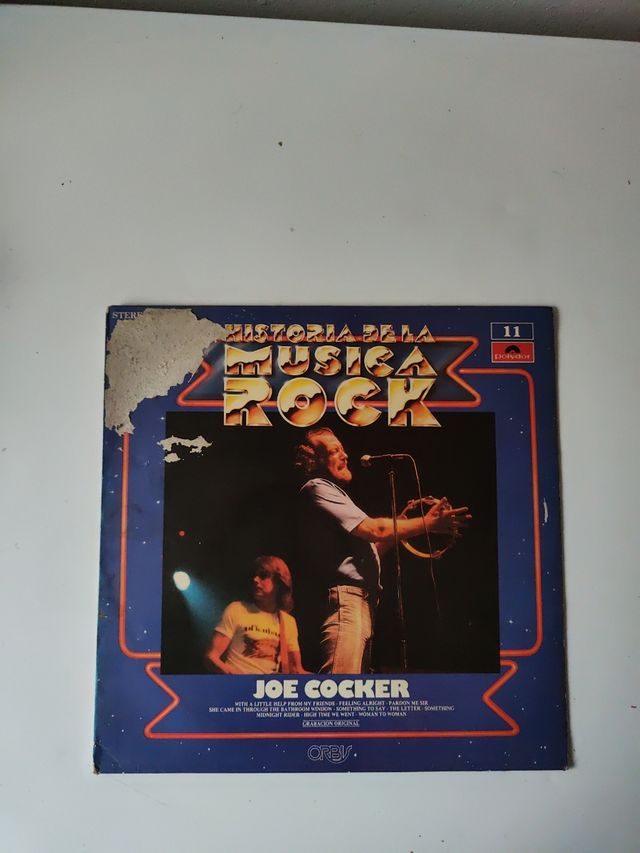 STERE
HISTORIA DE LA
MUSICA
ROCK
11
polydor
JOE COCKER
WITH A LITTLE HELP FROM MY FRIENDS · FEELING ALRIGHT · PARDON ME SIR
SHE CAME IN THROUGH THE BATHROOM WINDOW · SOMETHING TO SAY · THE LETTER · SOMETHING
MIDNIGHT RIDER · HIGH TIME WE WENT · WOMAN TO WOMAN
GRABACION ORIGINAL
ORBIS